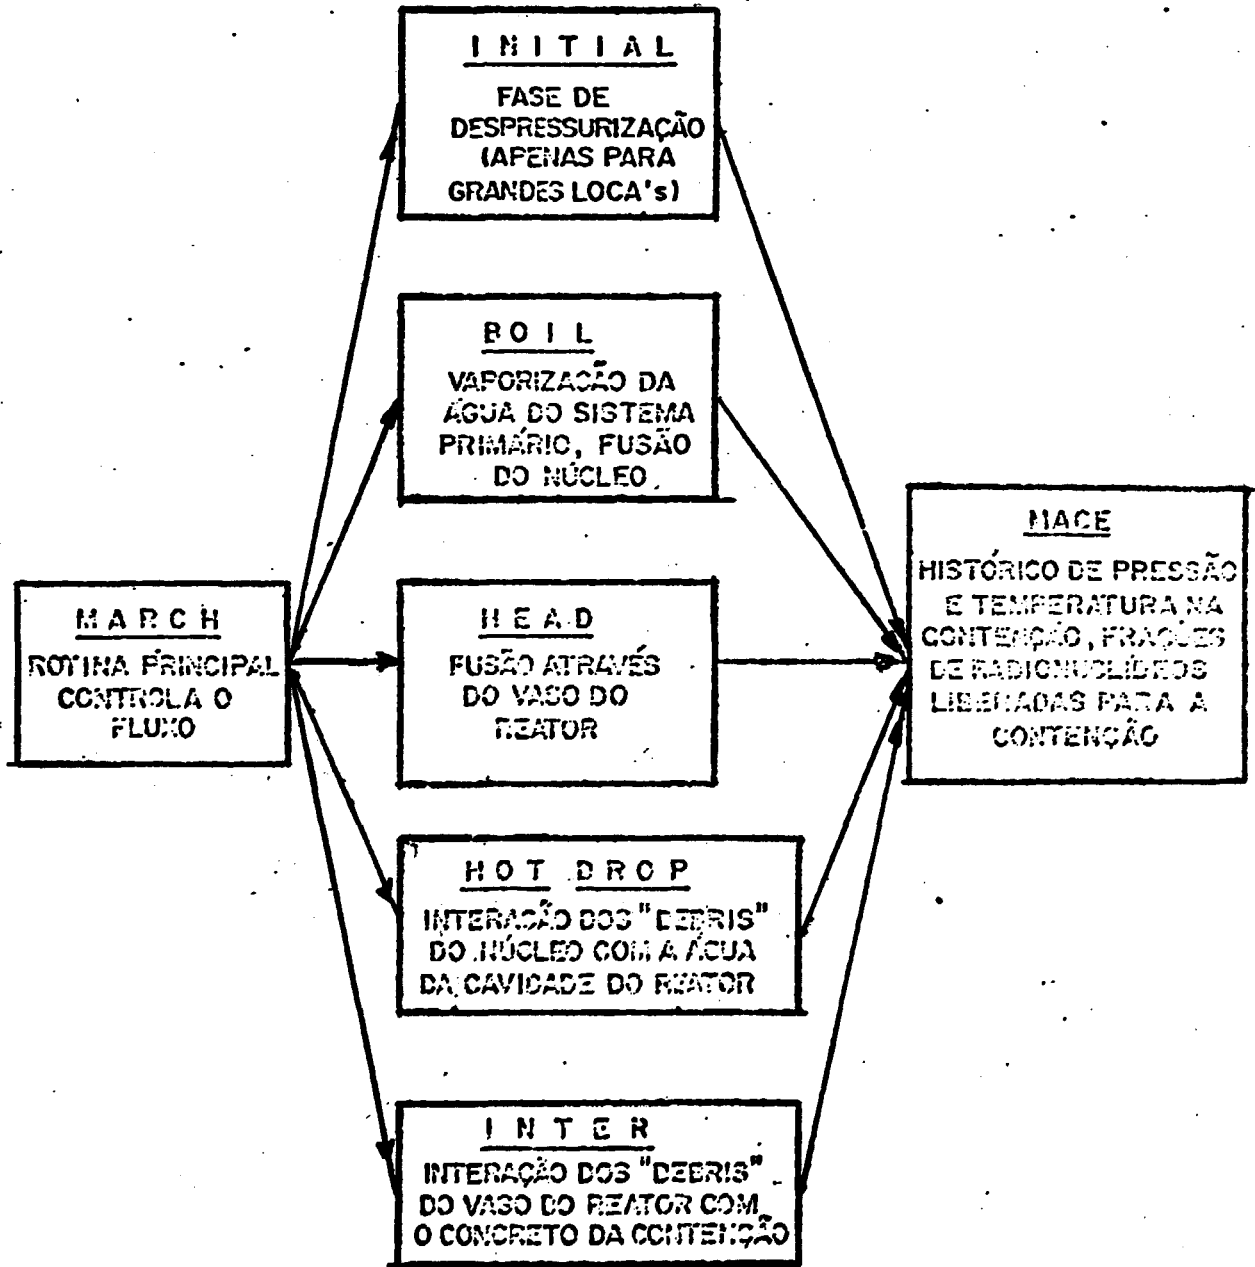 INITIAL
FASE DE
DESPRESSURIZAÇÃO
(APENAS PARA
GRANDES LOCA's)
BOIL
VAPORIZAÇÃO DA
ÁGUA DO SISTEMA
PRIMÁRIO, FUSÃO
DO NÚCLEO.
MARCH
ROTINA PRINCIPAL
CONTROLA O
FLUXO
HEAD
FUSÃO ATRAVÉS
DO VASO DO
REATOR
HOT DROP
INTERAÇÃO DOS "DEBRIS"
DO NÚCLEO COM A ÁGUA
DA CAVIDADE DO REATOR
INTER
INTERAÇÃO DOS "DEBRIS"
DO VASO DO REATOR COM
O CONCRETO DA CONTENÇÃO
MACE
HISTÓRICO DE PRESSÃO
E TEMPERATURA NA
CONTENÇÃO, FRAÇÕES
DE RADIONUCLÍDEOS
LIBERADAS PARA A
CONTENÇÃO